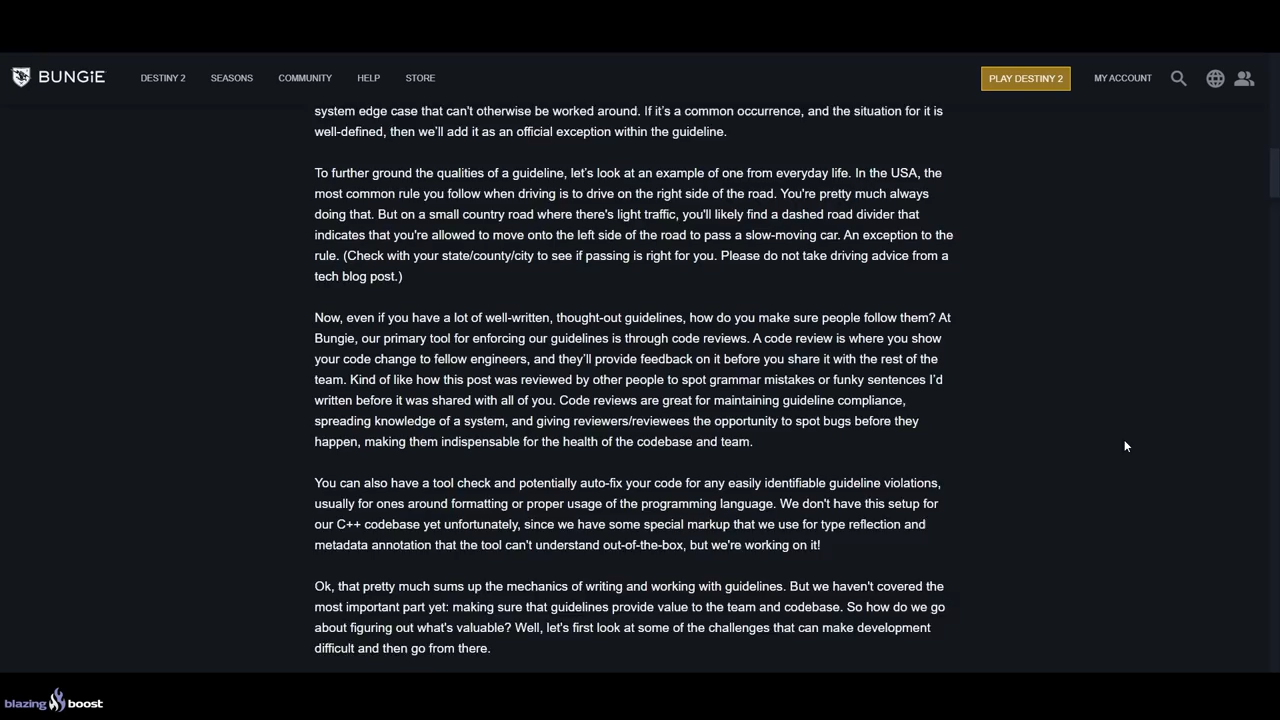 BUNGiE
DESTINY 2 SEASONS COMMUNITY HELP STORE
PLAY DESTINY 2 MY ACCOUNT
system edge case that can't otherwise be worked around. If it’s a common occurrence, and the situation for it is
well-defined, then we’ll add it as an official exception within the guideline.
To further ground the qualities of a guideline, let’s look at an example of one from everyday life. In the USA, the
most common rule you follow when driving is to drive on the right side of the road. You're pretty much always
doing that. But on a small country road where there's light traffic, you'll likely find a dashed road divider that
indicates that you're allowed to move onto the left side of the road to pass a slow-moving car. An exception to the
rule. (Check with your state/county/city to see if passing is right for you. Please do not take driving advice from a
tech blog post.)
Now, even if you have a lot of well-written, thought-out guidelines, how do you make sure people follow them? At
Bungie, our primary tool for enforcing our guidelines is through code reviews. A code review is where you show
your code change to fellow engineers, and they’ll provide feedback on it before you share it with the rest of the
team. Kind of like how this post was reviewed by other people to spot grammar mistakes or funky sentences I’d
written before it was shared with all of you. Code reviews are great for maintaining guideline compliance,
spreading knowledge of a system, and giving reviewers/reviewees the opportunity to spot bugs before they
happen, making them indispensable for the health of the codebase and team.
You can also have a tool check and potentially auto-fix your code for any easily identifiable guideline violations,
usually for ones around formatting or proper usage of the programming language. We don't have this setup for
our C++ codebase yet unfortunately, since we have some special markup that we use for type reflection and
metadata annotation that the tool can't understand out-of-the-box, but we're working on it!
Ok, that pretty much sums up the mechanics of writing and working with guidelines. But we haven't covered the
most important part yet: making sure that guidelines provide value to the team and codebase. So how do we go
about figuring out what's valuable? Well, let's first look at some of the challenges that can make development
difficult and then go from there.
blazing boost